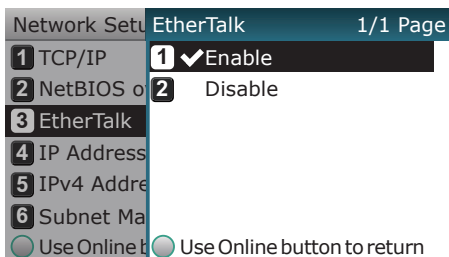 Network Setu
1 TCP/IP
2 NetBIOS o
3 EtherTalk
4 IP Address
5 IPv4 Addre
6 Subnet Ma
Use Online b
EtherTalk 1/1 Page
1 Enable
2 Disable
Use Online button to return